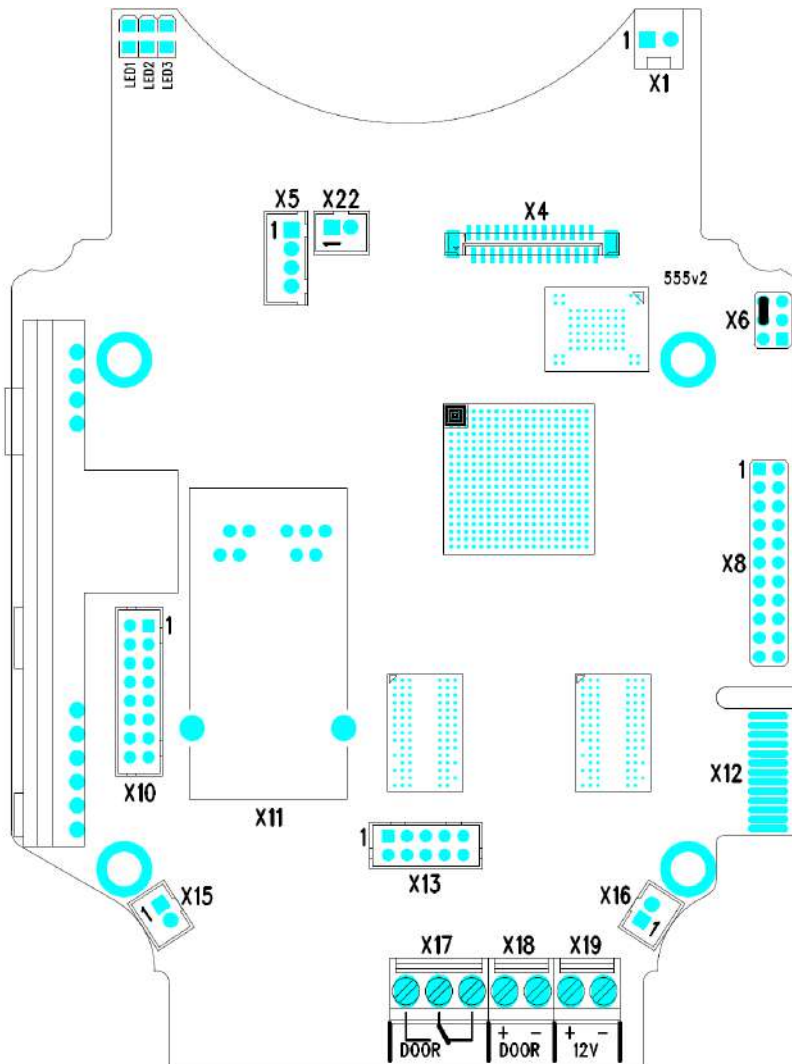 LED1
LED2
LED3
1
X1
X5
X22
X4
1
1
555v2
X6
1
X8
1
X10
X11
X12
1
X13
X15
X16
1
1
X17
X18
X19
+ -
+ -
DOOR
DOOR
12V